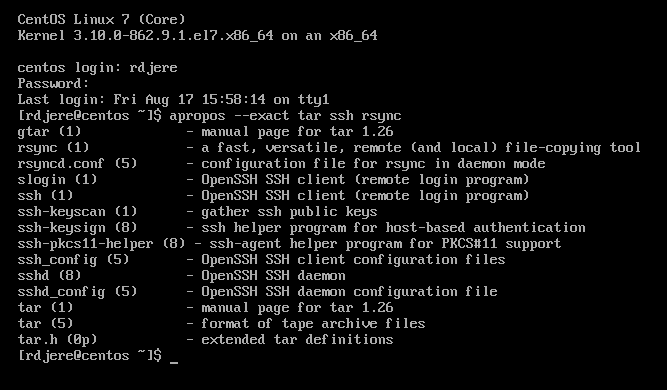 CentOS Linux 7 (Core)
Kernel 3.10.0-862.9.1.el7.x86_64 on an x86_64
centos login: rdjere
Password:
Last login: Fri Aug 17 15:58:14 on tty1
[rdjere@centos ~]$ apropos --exact tar ssh rsync
gtar (1)             - manual page for tar 1.26
rsync (1)            - a fast, versatile, remote (and local) file-copying tool
rsyncd.conf (5)      - configuration file for rsync in daemon mode
slogin (1)           - OpenSSH SSH client (remote login program)
ssh (1)              - OpenSSH SSH client (remote login program)
ssh-keyscan (1)      - gather ssh public keys
ssh-keysign (8)      - ssh helper program for host-based authentication
ssh-pkcs11-helper (8) - ssh-agent helper program for PKCS#11 support
ssh_config (5)       - OpenSSH SSH client configuration files
sshd (8)             - OpenSSH SSH daemon
sshd_config (5)      - OpenSSH SSH daemon configuration file
tar (1)              - manual page for tar 1.26
tar (5)              - format of tape archive files
tar.h (0p)           - extended tar definitions
[rdjere@centos ~]$ _